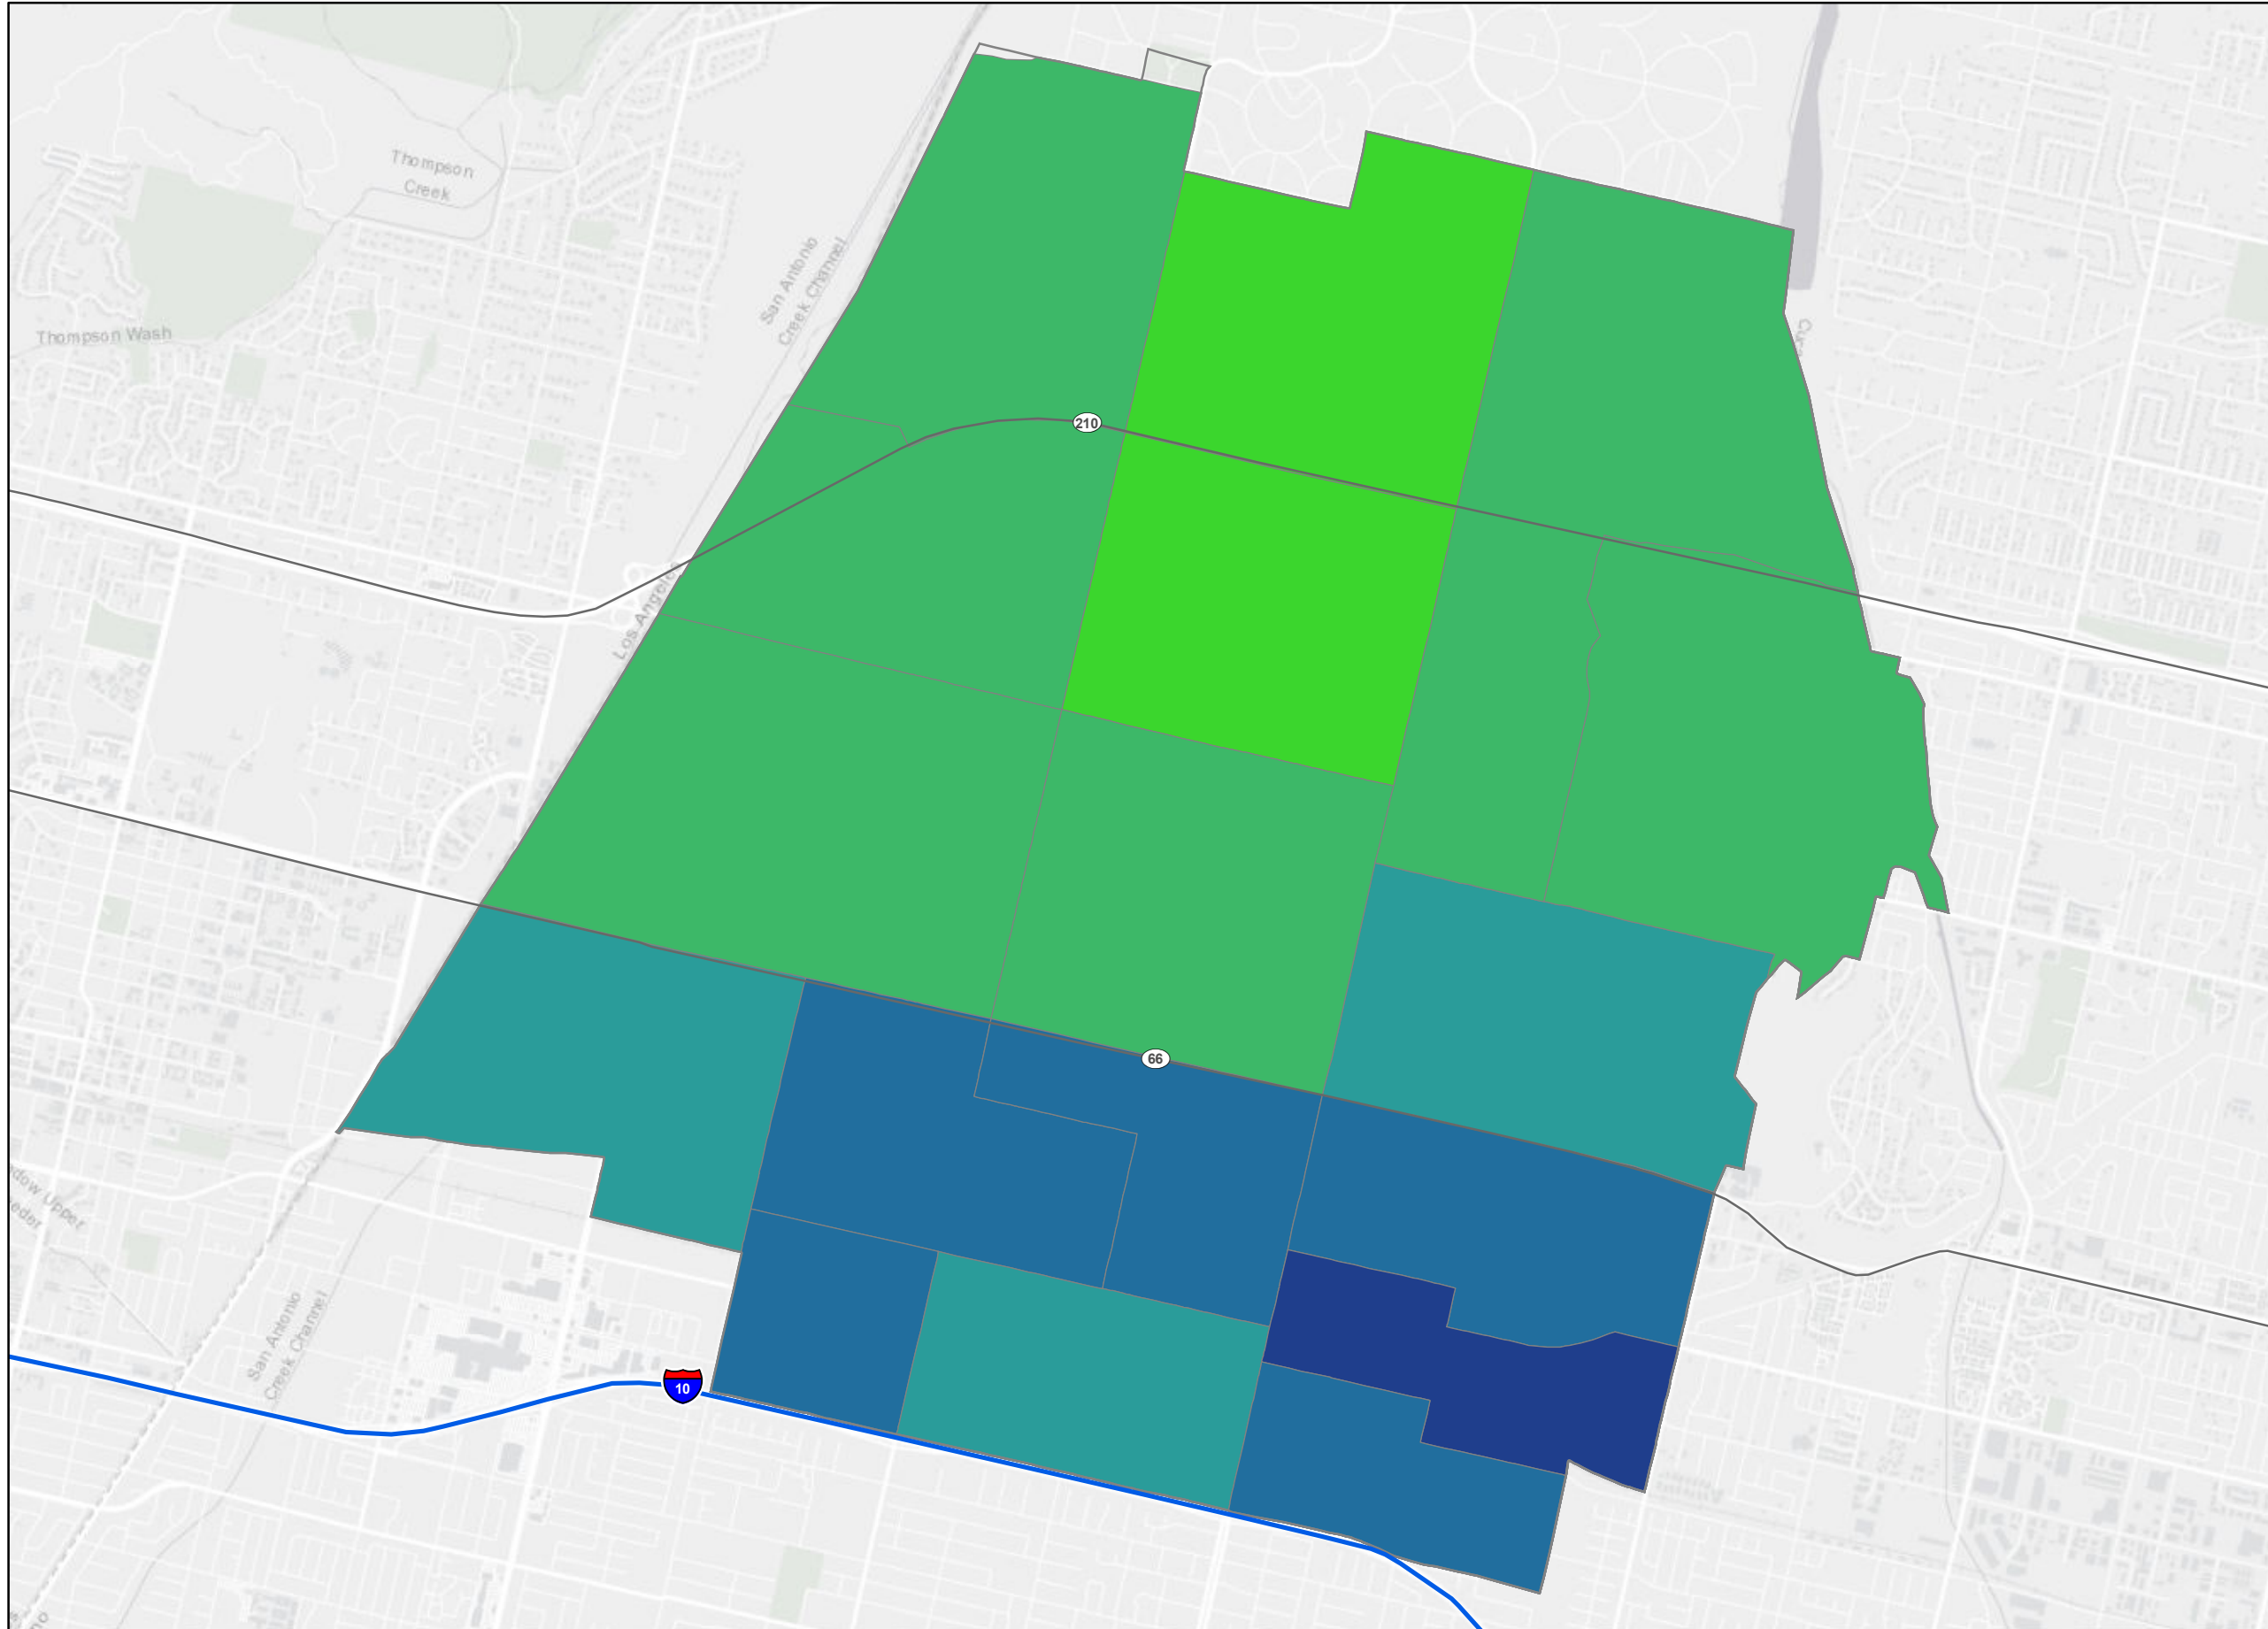 Thompson
Creek
San Antonio
Creek Channel
Thompson Wash
210
Los Angeles
66
San Antonio
Creek Channel
10